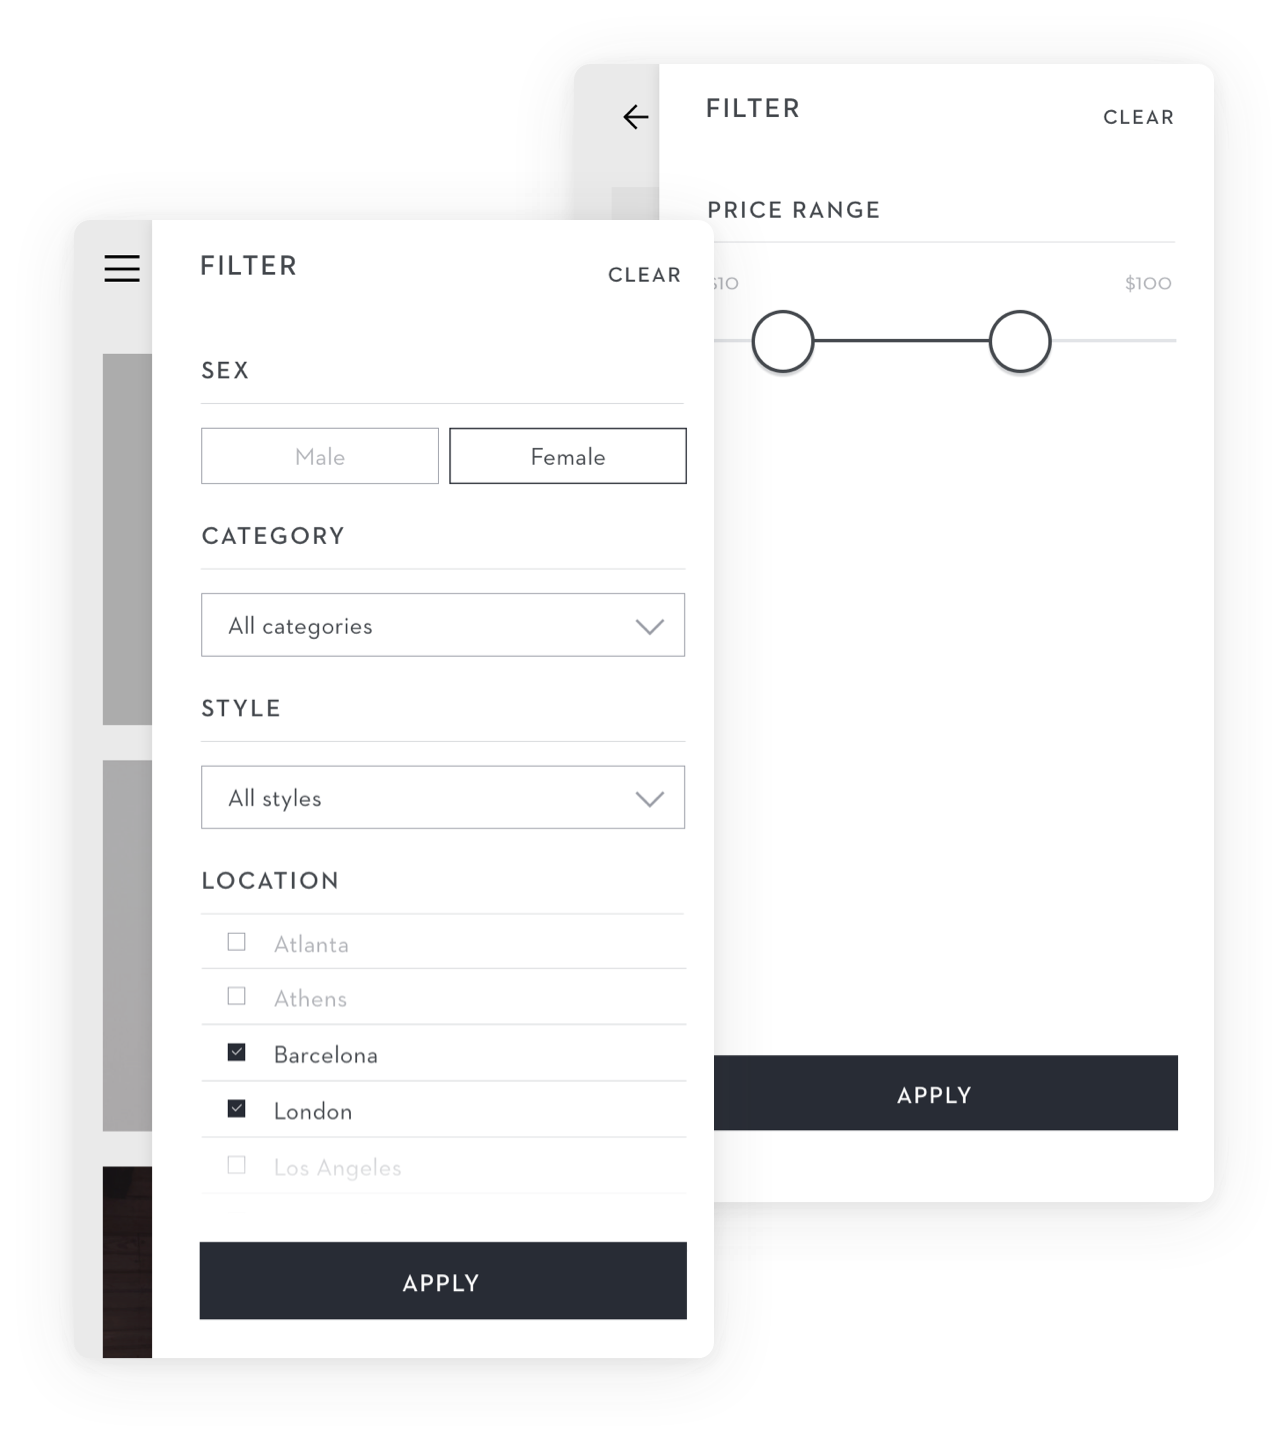 FILTER
CLEAR
SEX
Male
Female
CATEGORY
All categories
STYLE
All styles
LOCATION
Atlanta
Athens
Barcelona
London
Los Angeles
APPLY
FILTER
CLEAR
PRICE RANGE
$10
$100
APPLY